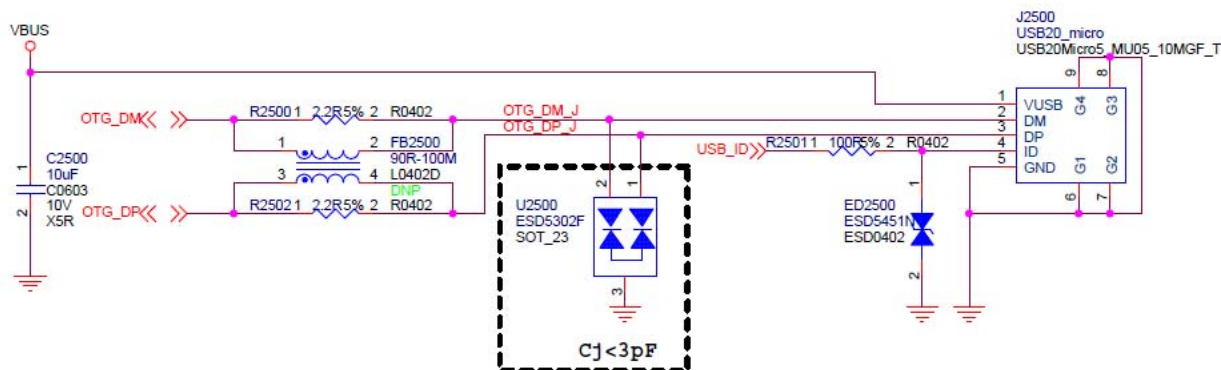 J2500
USB20_micro
USB20Micro5_MU05_10MGF_T
VBUS
9
8
G4
G3
1
VUSB
2
DM
3
DP
4
ID
5
GND
G1
G2
6
7
OTG_DM
R2500 1 2.2R 5% 2 R0402
OTG_DM_J
OTG_DP_J
1
2
FB2500
90R-100M
3
4
L0402D
DNP
OTG_DP
R2502 1 2.2R 5% 2 R0402
USB_ID
R2501 1 100R 5% 2 R0402
1
C2500
10uF
C0603
10V
X5R
2
2
1
U2500
ESD5302F
SOT_23
3
Cj<3pF
1
ED2500
ESD5451N
ESD0402
2